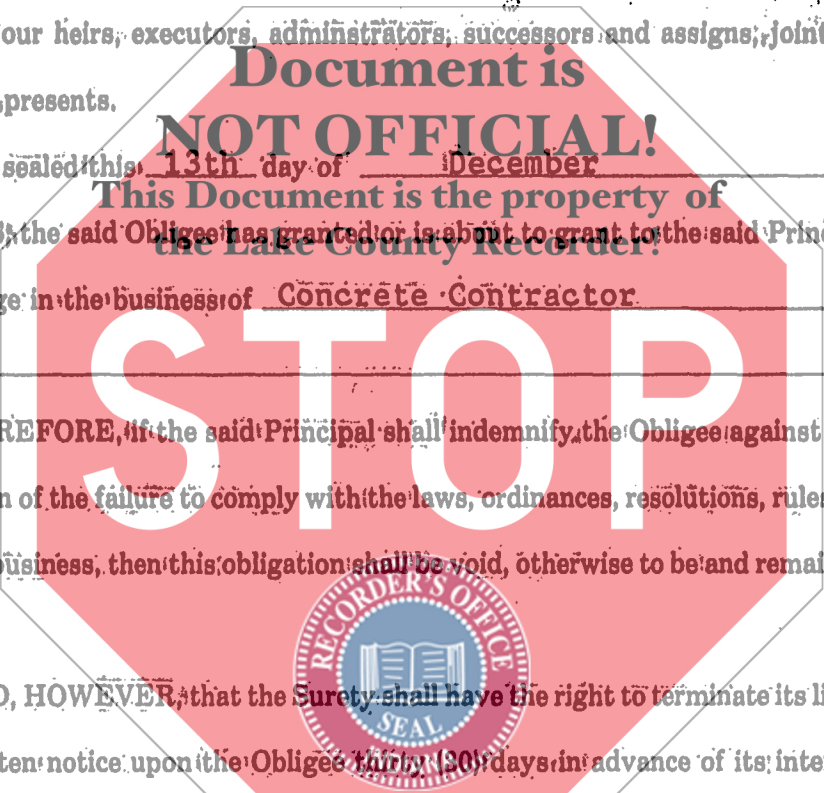 our heirs, executors, adminstrators, successors and assigns, joint
Document is
presents.
NOT OFFICIAL!
sealed this 13th day of December
This Document is the property of
the said Obligee has granted or is about to grant to the said Prin
the Lake County Recorder!
ge in the business of Concrete Contractor
STOP
REFORE, if the said Principal shall indemnify the Obligee against
n of the failure to comply with the laws, ordinances, resolutions, rules
usiness, then this obligation shall be void, otherwise to be and remai
RECORDER'S OFFICE
SEAL
D, HOWEVER, that the Surety shall have the right to terminate its li
ten notice upon the Obligee thirty (30) days in advance of its inte